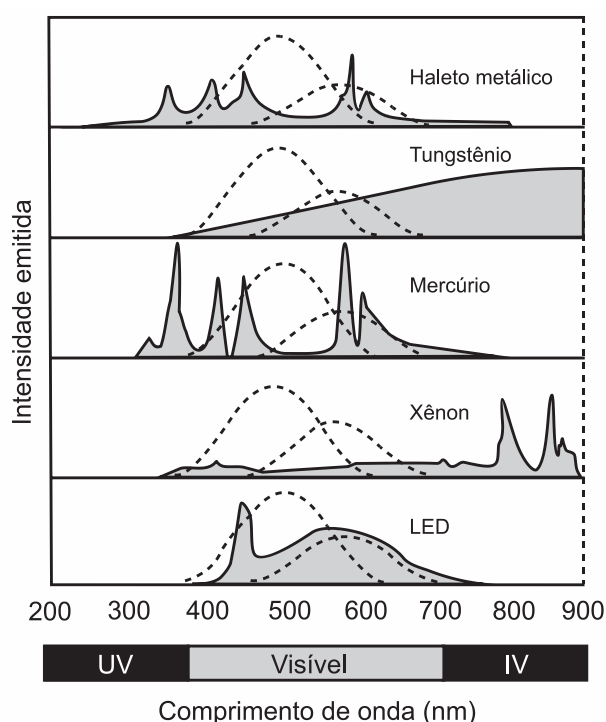 Haleto metálico
Tungstênio
Mercúrio
Xênon
LED
Intensidade emitida
200 300 400 500 600 700 800 900
UV Visível IV
Comprimento de onda (nm)